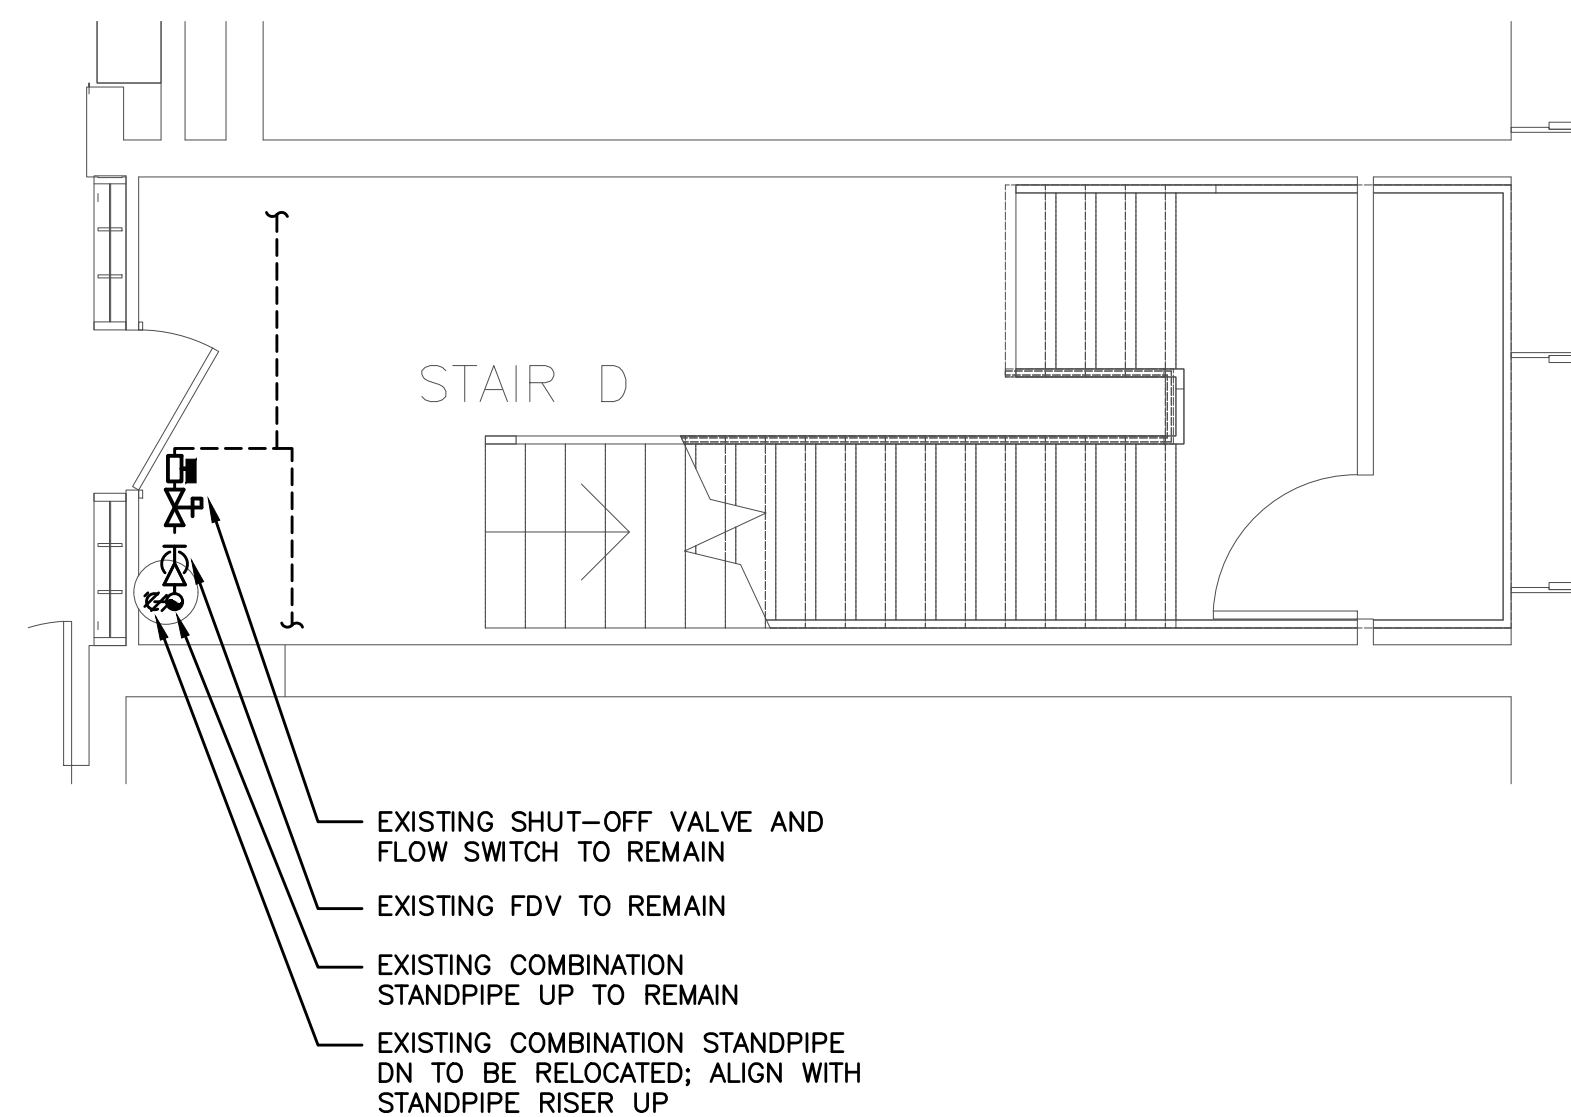 STAIR D
EXISTING SHUT-OFF VALVE AND
FLOW SWITCH TO REMAIN
EXISTING FDV TO REMAIN
EXISTING COMBINATION
STANDPIPE UP TO REMAIN
EXISTING COMBINATION STANDPIPE
DN TO BE RELOCATED; ALIGN WITH
STANDPIPE RISER UP